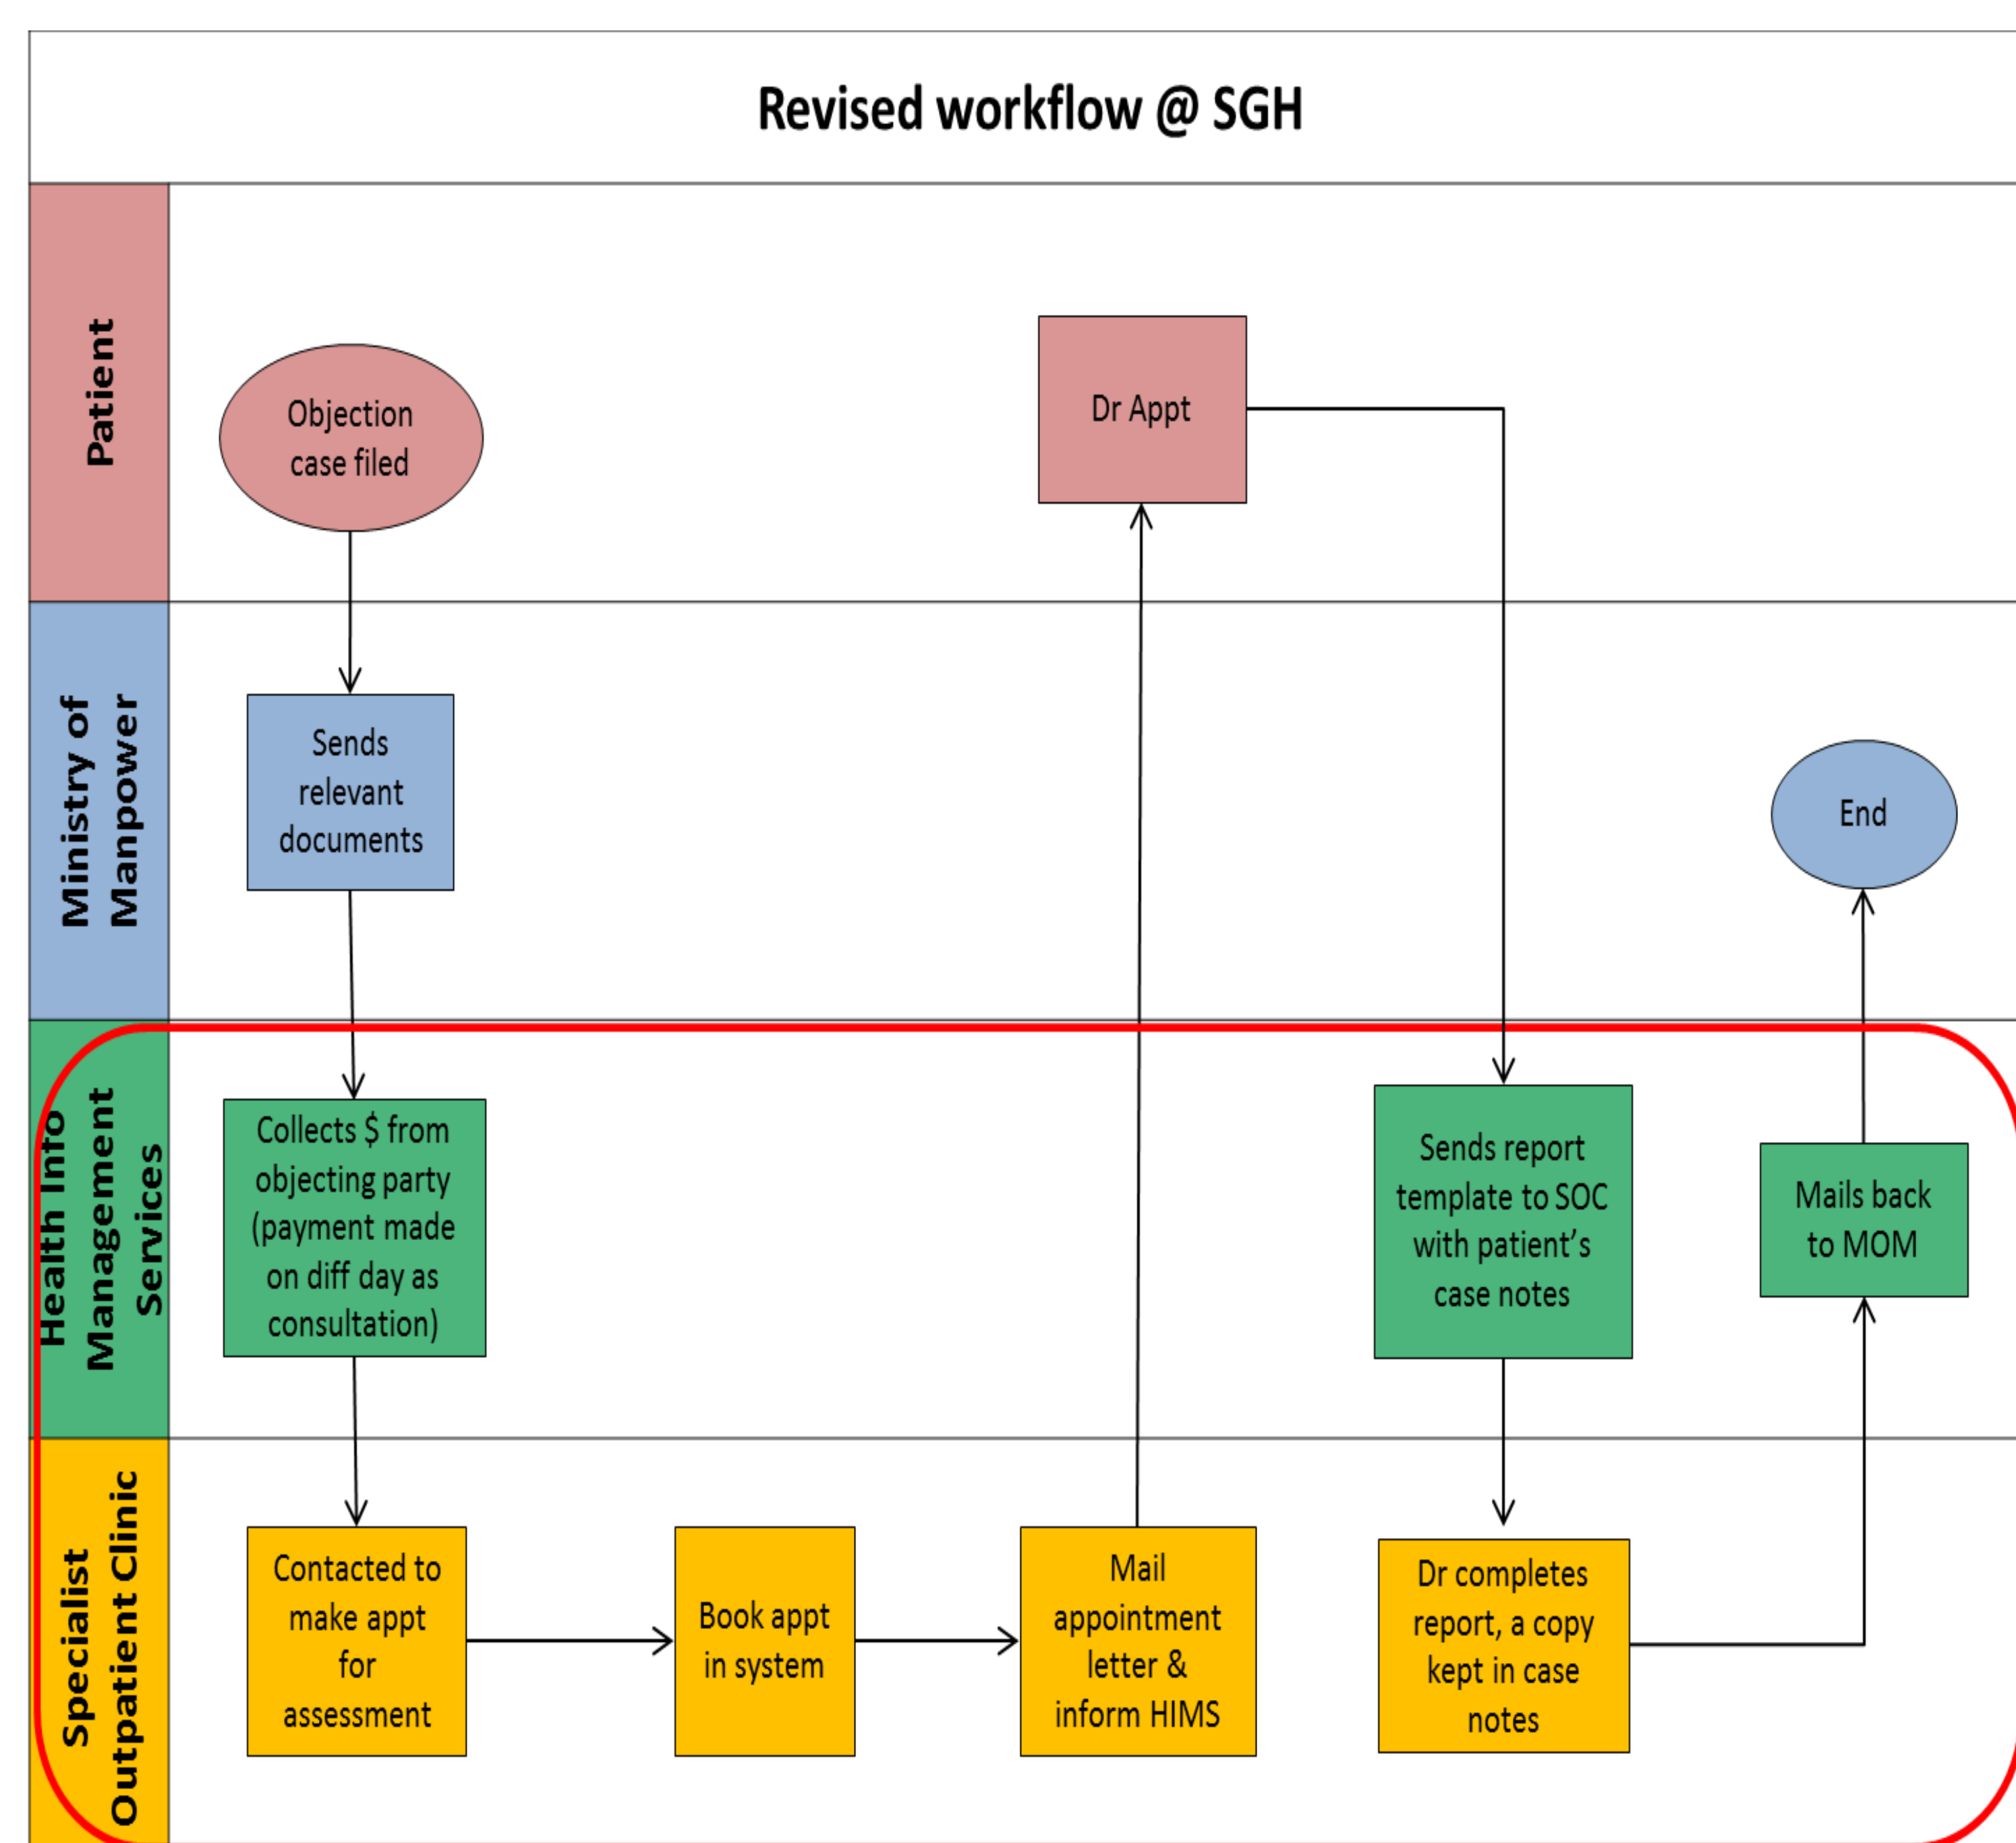 Revised workflow @ SGH
Patient
Objection
case filed
Dr Appt
Ministry of
Manpower
Sends
relevant
documents
End
Health Info
Management
Services
Collects $ from
objecting party
(payment made
on diff day as
consultation)
Sends report
template to SOC
with patient's
case notes
Mails back
to MOM
Specialist
Outpatient Clinic
Contacted to
make appt
for
assessment
Book appt
in system
Mail
appointment
letter &
inform HIMS
Dr completes
report, a copy
kept in case
notes